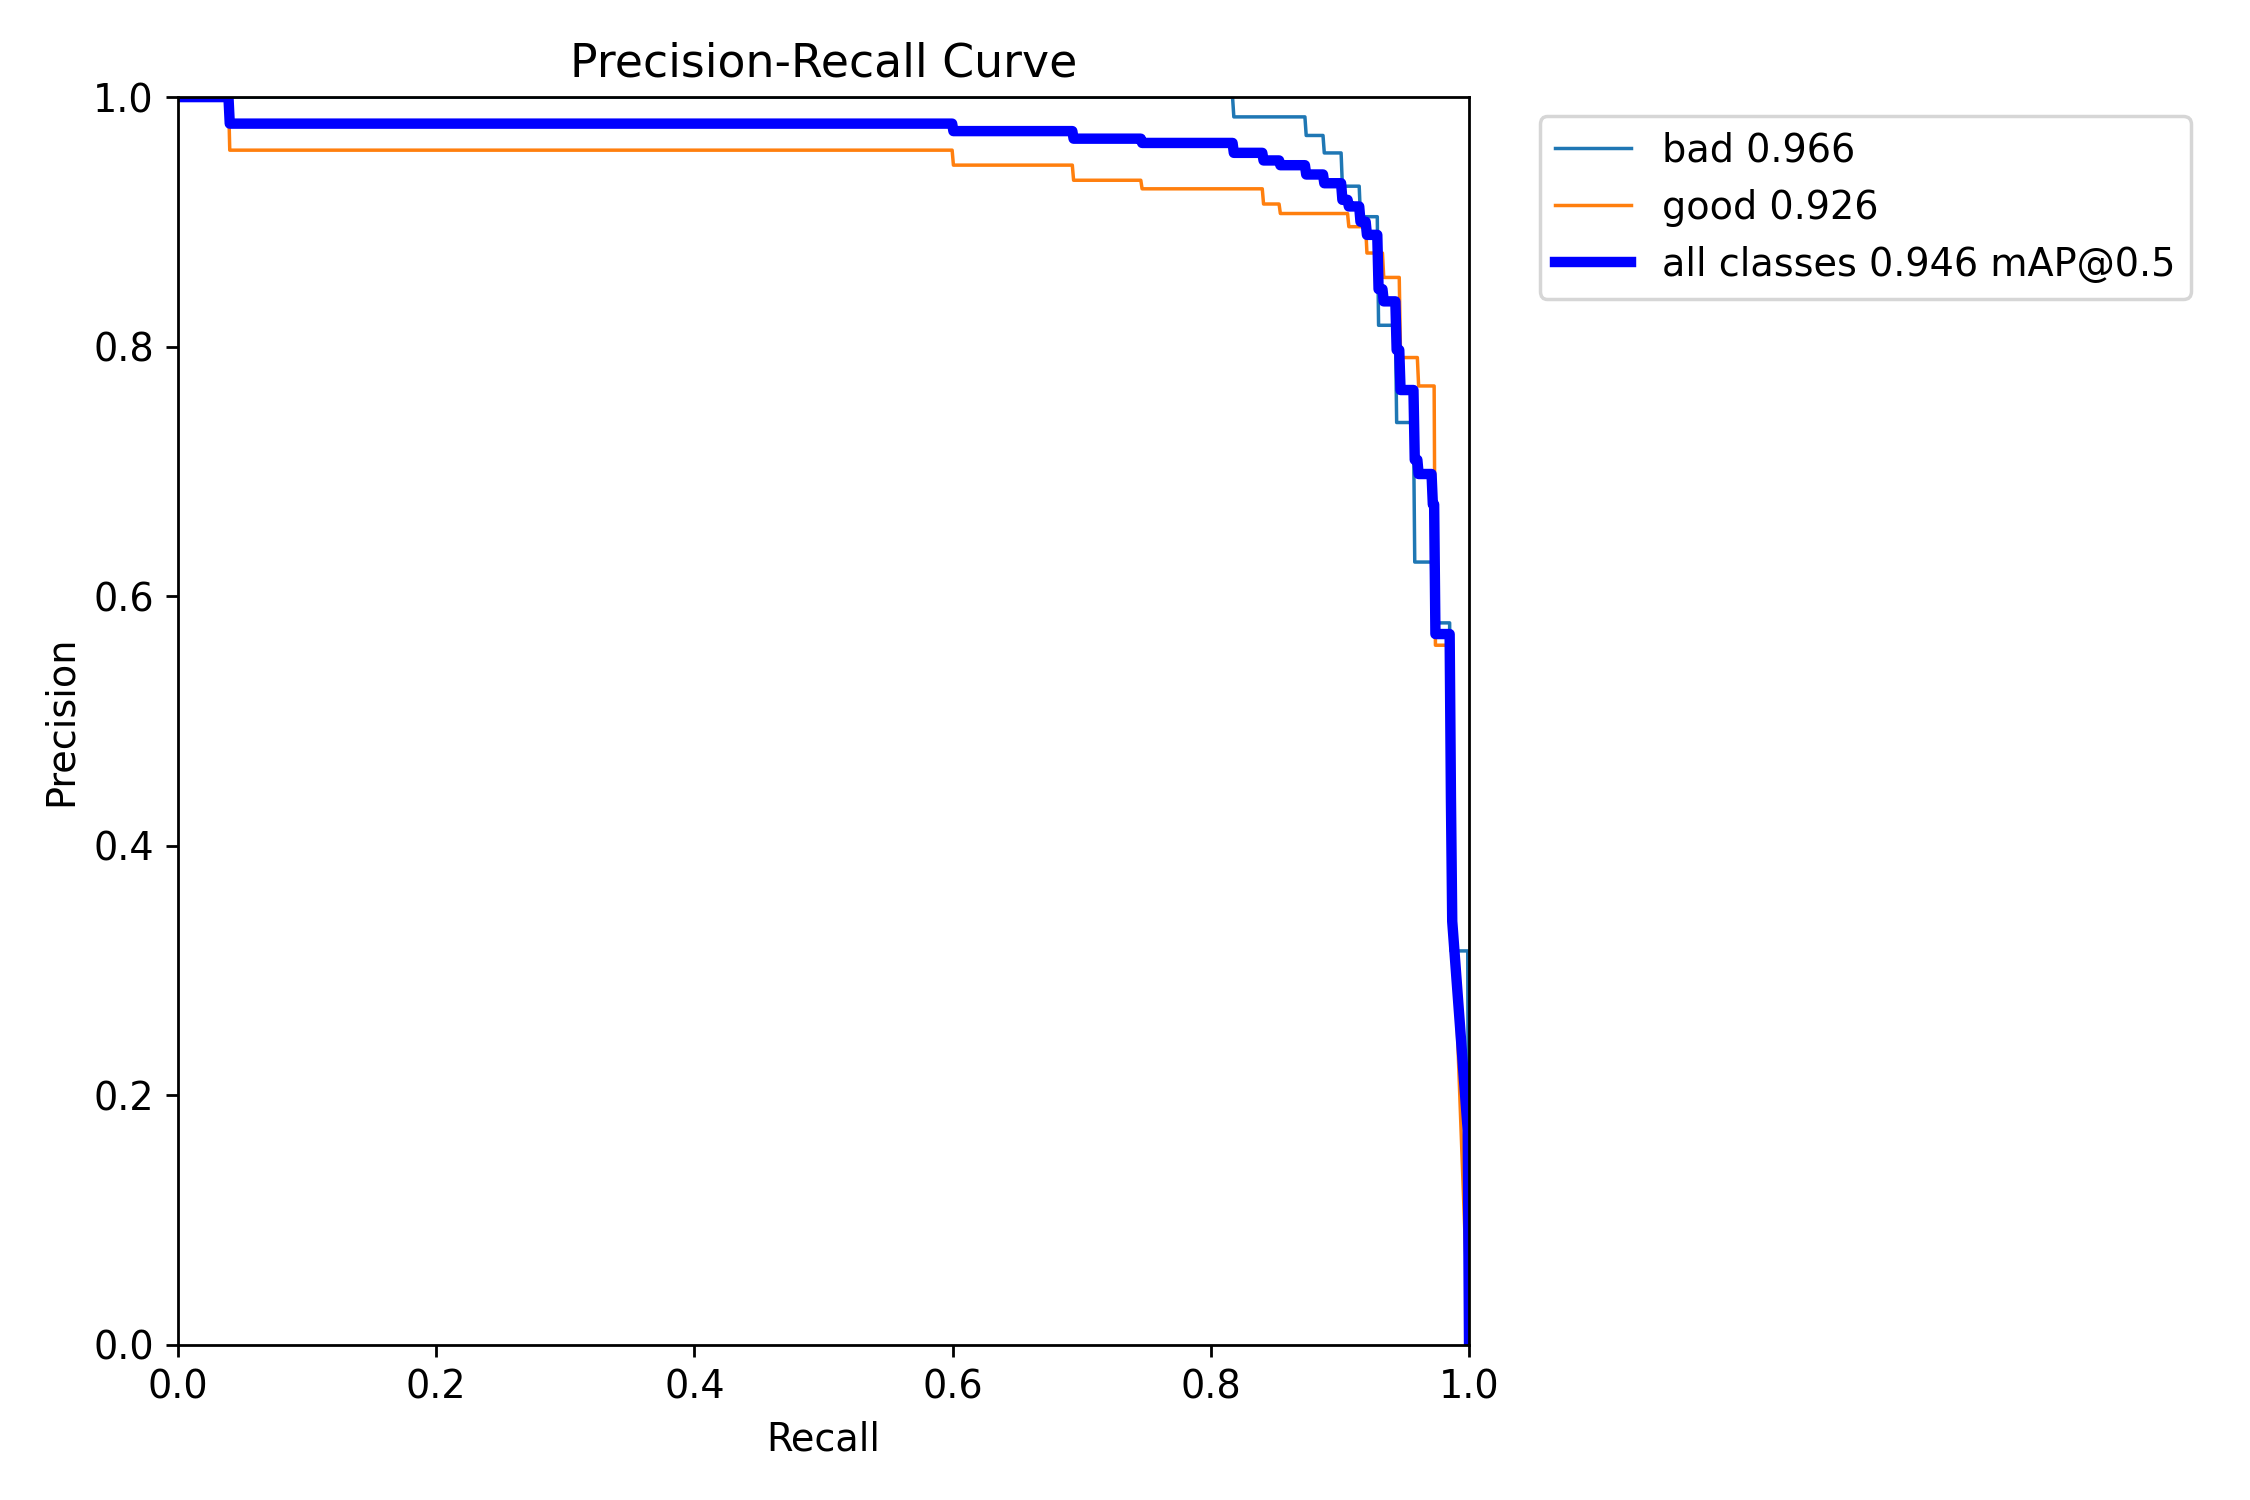 Precision-Recall Curve
1.0
0.8
0.6
0.4
0.2
0.0
Precision
0.0 0.2 0.4 0.6 0.8 1.0
Recall
bad 0.966
good 0.926
all classes 0.946 mAP@0.5